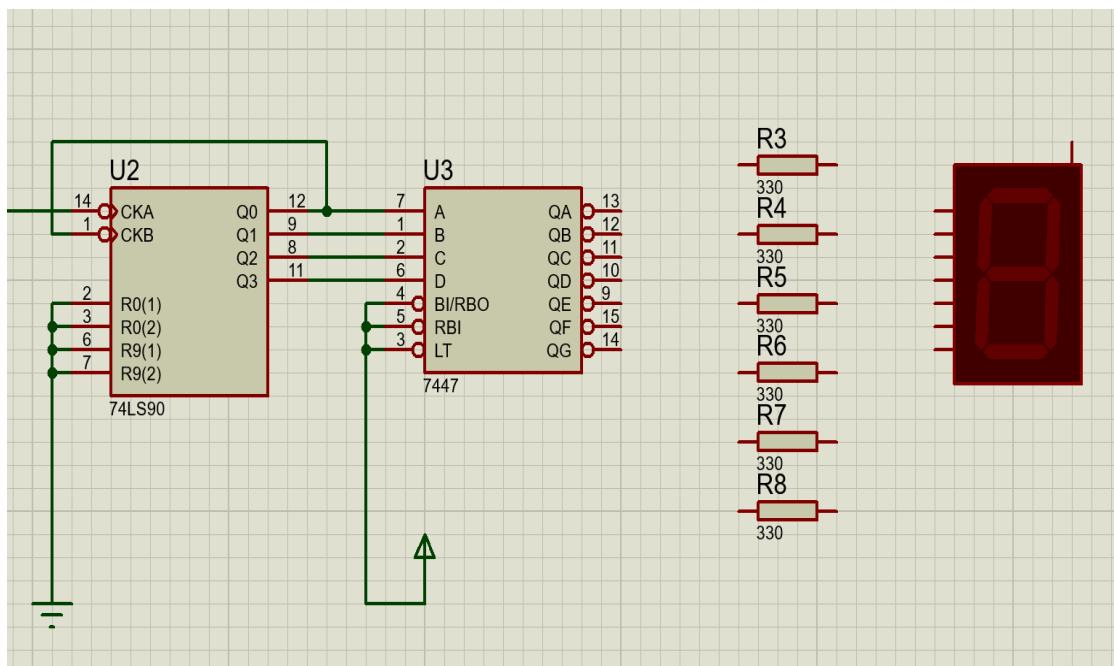 U2
14 CKA Q0 12
1 CKB Q1 9
Q2 8
Q3 11
2 R0(1)
3 R0(2)
6 R9(1)
7 R9(2)
74LS90
U3
7 A QA 13
1 B QB 12
2 C QC 11
6 D QD 10
4 BI/RBO QE 9
5 RBI QF 15
3 LT QG 14
7447
R3
330
R4
330
R5
330
R6
330
R7
330
R8
330